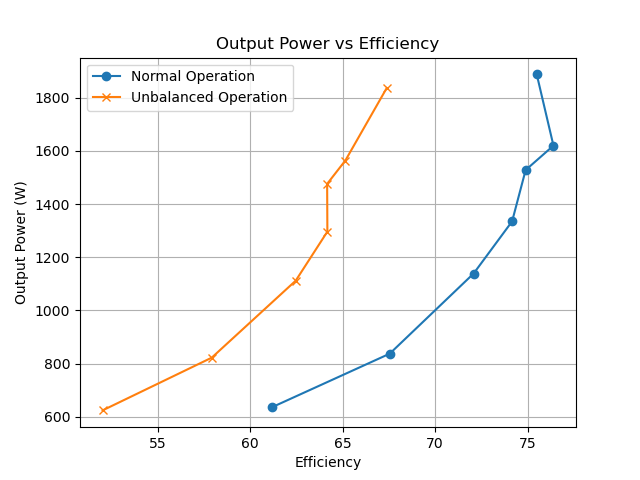 Output Power vs Efficiency
Normal Operation
Unbalanced Operation
1800
1600
1400
1200
1000
800
600
Output Power (W)
55
60
65
70
75
Efficiency